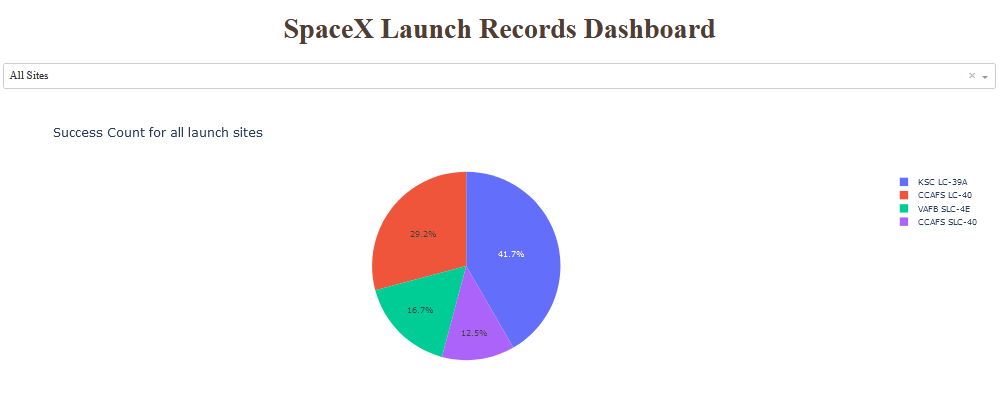 SpaceX Launch Records Dashboard
All Sites
×
Success Count for all launch sites
KSC LC-39A
CCAFS LC-40
VAFB SLC-4E
CCAFS SLC-40
29.2%
41.7%
16.7%
12.5%